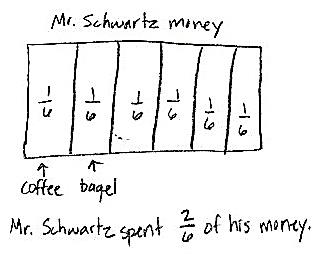 Mr. Schwartz money
1/6 1/6 1/6 1/6 1/6 1/6
coffee bagel
Mr. Schwartz spent 2/6 of his money.